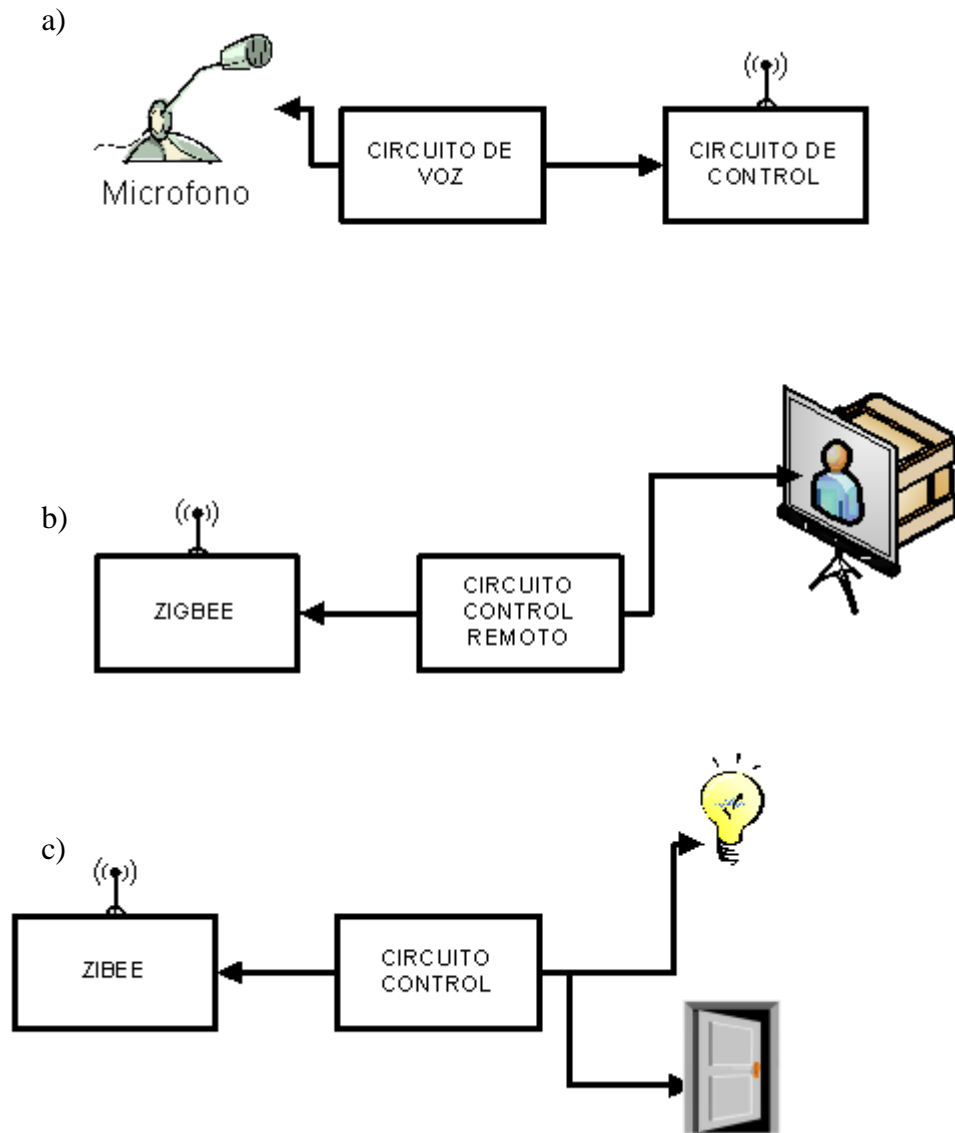 a)
CIRCUITO DE
VOZ
CIRCUITO DE
CONTROL
Microfono
b)
ZIGBEE
CIRCUITO
CONTROL
REMOTO
c)
ZIBEE
CIRCUITO
CONTROL